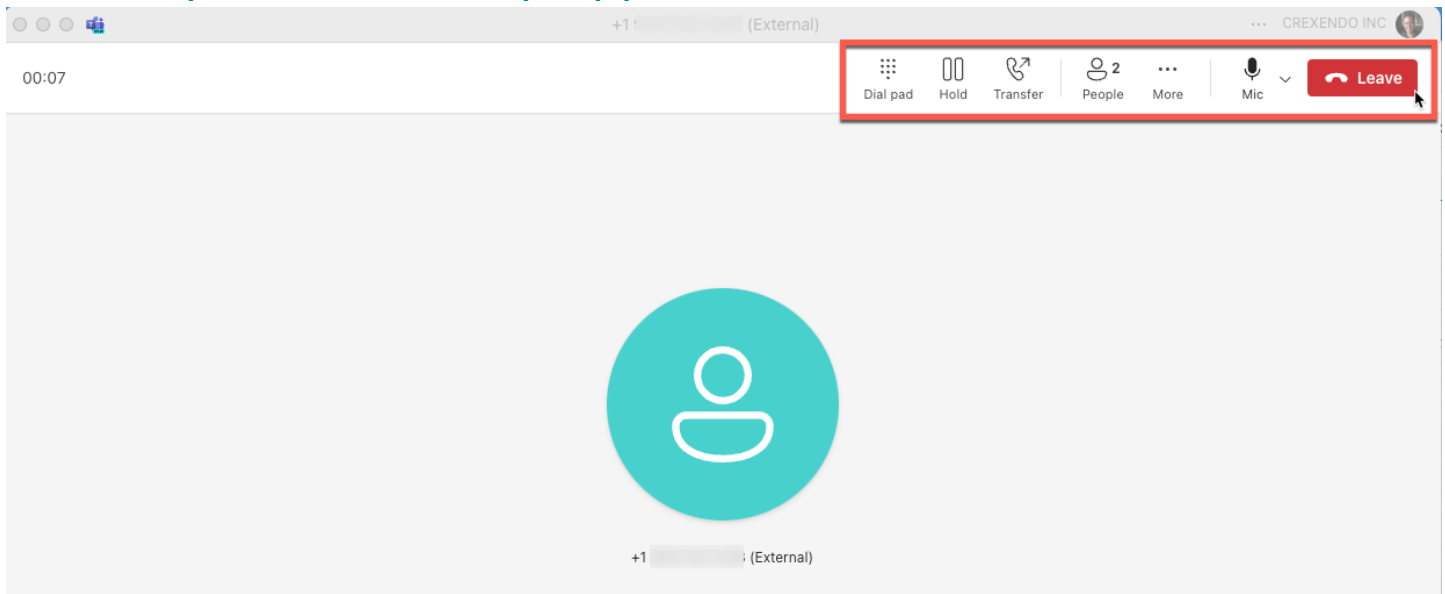 +1 (External)
... CREXENDO INC
00:07
2
Dial pad Hold Transfer People More Mic Leave
+1 (External)